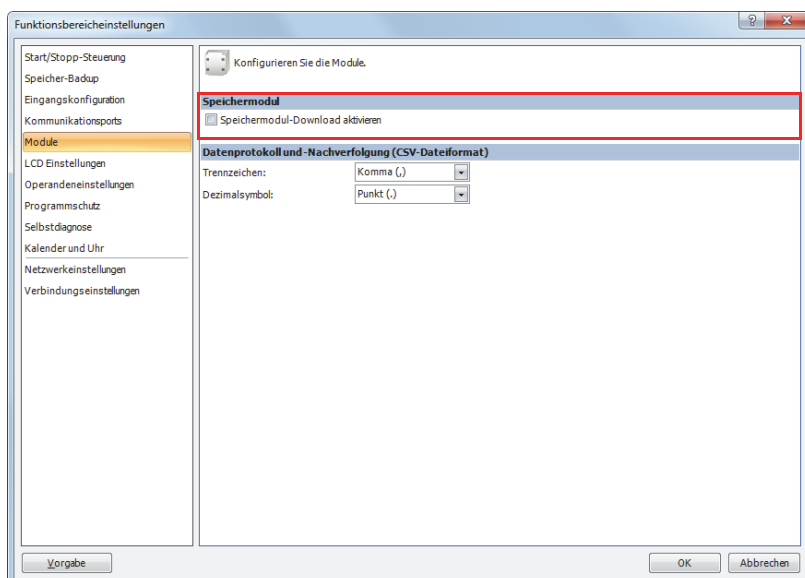 Funktionsbereicheinstellungen
Start/Stopp-Steuerung
Speicher-Backup
Eingangskonfiguration
Kommunikationsports
Module
LCD Einstellungen
Operandeneinstellungen
Programmschutz
Selbstdiagnose
Kalender und Uhr
Netzwerkeinstellungen
Verbindungseinstellungen
Konfigurieren Sie die Module.
Speichermodul
Speichermodul-Download aktivieren
Datenprotokoll und -Nachverfolgung (CSV-Dateiformat)
Trennzeichen: Komma (,)
Dezimalsymbol: Punkt (.)
Vorgabe
OK
Abbrechen